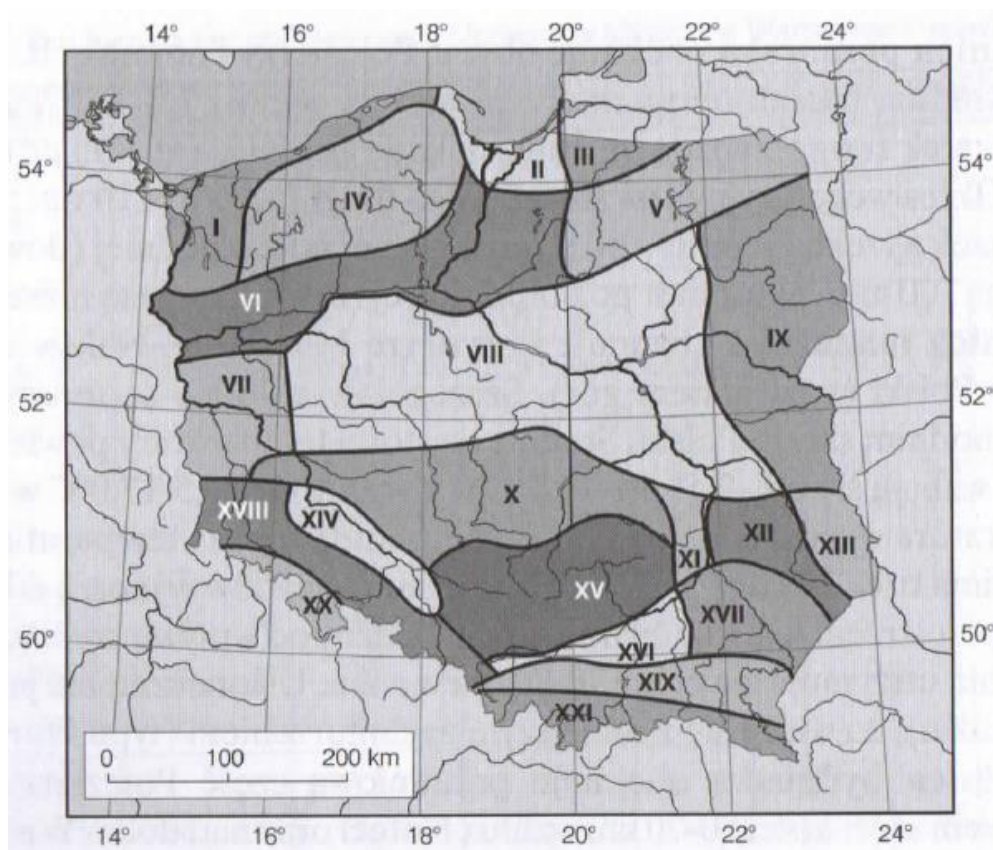 14° 16° 18° 20° 22° 24°
54° 54°
II III
I IV V
VI
VIII IX
VII
52° 52°
X
XVIII XIV XII XIII
XI
XV
XX XVII
50° 50°
XVI
XIX
XXI
0 100 200 km
14° 16° 18° 20° 22° 24°